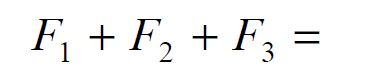 F₁ + F₂ + F₃ =